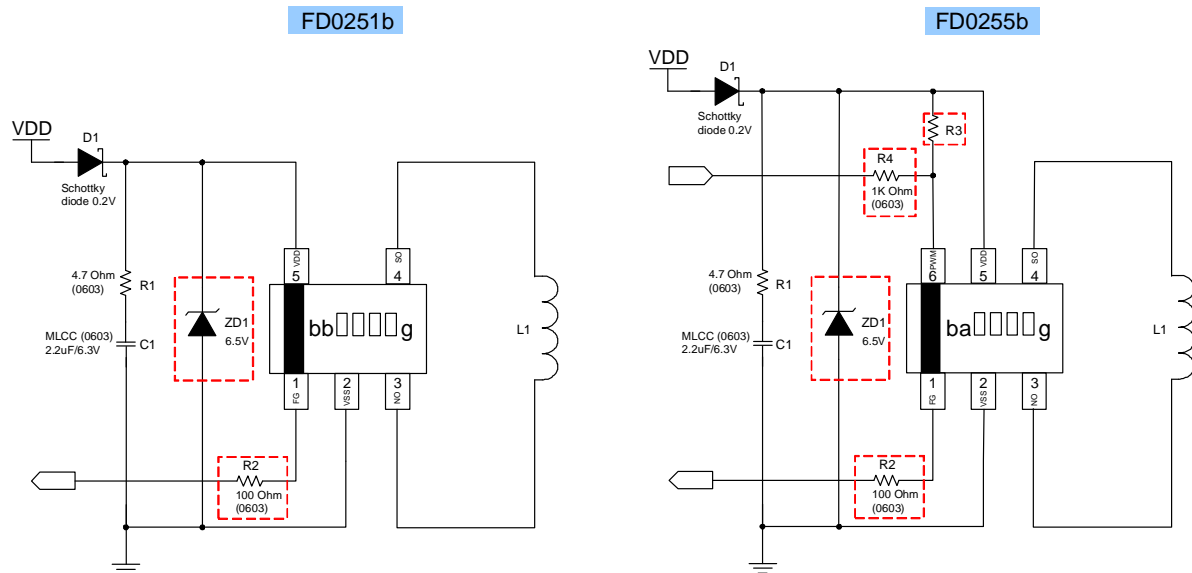 FD0251b
VDD
D1
Schottky
diode 0.2V
4.7 Ohm
(0603)
R1
MLCC (0603)
2.2uF/6.3V
C1
ZD1
6.5V
5
VDD
4
SO
bb▯▯▯▯g
1
FG
2
VSS
3
NO
L1
R2
100 Ohm
(0603)
FD0255b
VDD
D1
Schottky
diode 0.2V
R3
R4
1K Ohm
(0603)
4.7 Ohm
(0603)
R1
MLCC (0603)
2.2uF/6.3V
C1
ZD1
6.5V
6
PWM
5
VDD
4
SO
ba▯▯▯▯g
1
FG
2
VSS
3
NO
L1
R2
100 Ohm
(0603)